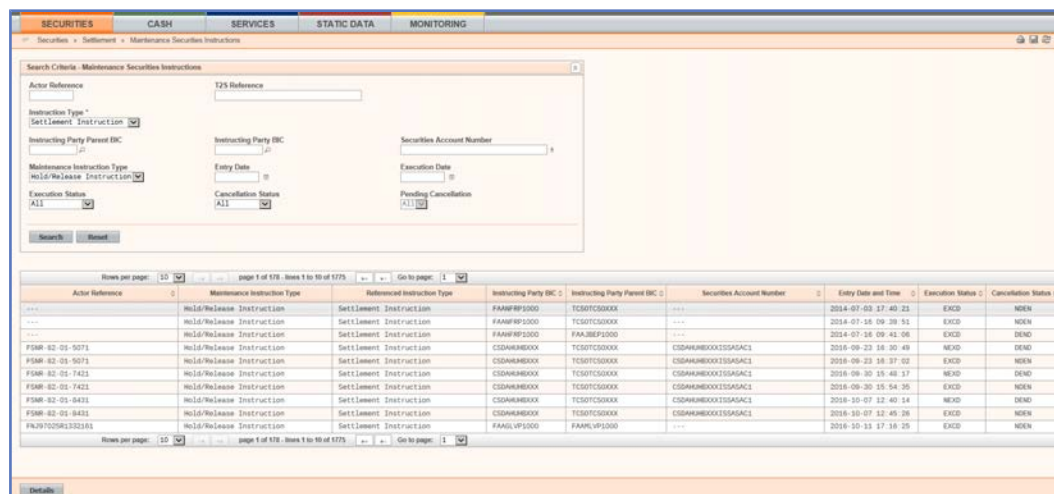 SECURITIES CASH SERVICES STATIC DATA MONITORING
Securities » Settlement » Maintenance Securities Instructions
Search Criteria - Maintenance Securities Instructions
Actor Reference T2S Reference
Instruction Type *
Settlement Instruction
Instructing Party Parent BIC Instructing Party BIC Securities Account Number
Maintenance Instruction Type Entry Date Execution Date
Hold/Release Instruction
Execution Status Cancellation Status Pending Cancellation
All All All
Search Reset
Rows per page: 10 page 1 of 178 - lines 1 to 10 of 1775 Go to page: 1
Actor Reference Maintenance Instruction Type Referenced Instruction Type Instructing Party BIC Instructing Party Parent BIC Securities Account Number Entry Date and Time Execution Status Cancellation Status
--- Hold/Release Instruction Settlement Instruction FAANFRP1000 TCSOTCSOXXX --- 2014-07-03 17:40:21 EXCD NDEN
--- Hold/Release Instruction Settlement Instruction FAANFRP1000 TCSOTCSOXXX --- 2014-07-16 09:28:51 EXCD NDEN
--- Hold/Release Instruction Settlement Instruction FAANFRP1000 FAAJBEP1000 --- 2014-07-16 09:41:06 EXCD DEND
FSNR-82-01-5071 Hold/Release Instruction Settlement Instruction CSDAHUHBXXX TCSOTCSOXXX CSDAHUHBXXXISSASAC1 2016-09-23 16:30:49 NEXD DEND
FSNR-82-01-5071 Hold/Release Instruction Settlement Instruction CSDAHUHBXXX TCSOTCSOXXX CSDAHUHBXXXISSASAC1 2016-09-23 16:37:02 EXCD NDEN
FSNR-82-01-7421 Hold/Release Instruction Settlement Instruction CSDAHUHBXXX TCSOTCSOXXX CSDAHUHBXXXISSASAC1 2016-09-30 15:48:17 NEXD DEND
FSNR-82-01-7421 Hold/Release Instruction Settlement Instruction CSDAHUHBXXX TCSOTCSOXXX CSDAHUHBXXXISSASAC1 2016-09-30 15:54:35 EXCD NDEN
FSNR-82-01-8431 Hold/Release Instruction Settlement Instruction CSDAHUHBXXX TCSOTCSOXXX CSDAHUHBXXXISSASAC1 2016-10-07 12:40:14 NEXD DEND
FSNR-82-01-8431 Hold/Release Instruction Settlement Instruction CSDAHUHBXXX TCSOTCSOXXX CSDAHUHBXXXISSASAC1 2016-10-07 12:45:28 EXCD NDEN
Hold/Release Instruction Settlement Instruction FAAGLVP1000 FAAMLVP1000 --- 2016-10-11 17:16:25 EXCD NDEN
Rows per page: 10 page 1 of 178 - lines 1 to 10 of 1775 Go to page: 1
Details